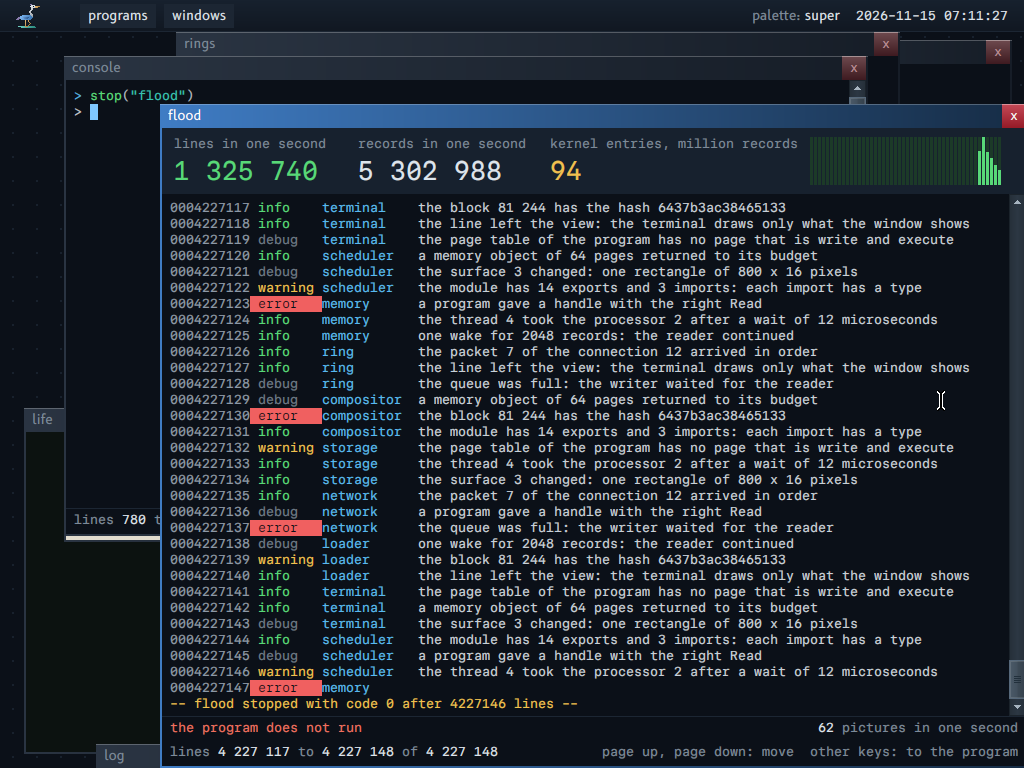 programs windows palette: super 2026-11-15 07:11:27
rings x
x
console x
> stop("flood")
>
flood x
lines in one second records in one second kernel entries, million records
1 325 740 5 302 988 94
0004227117 info terminal the block 81 244 has the hash 6437b3ac38465133
0004227118 info terminal the line left the view: the terminal draws only what the window shows
0004227119 debug terminal the page table of the program has no page that is write and execute
0004227120 info scheduler a memory object of 64 pages returned to its budget
0004227121 debug scheduler the surface 3 changed: one rectangle of 800 x 16 pixels
0004227122 warning scheduler the module has 14 exports and 3 imports: each import has a type
0004227123 error memory a program gave a handle with the right Read
0004227124 info memory the thread 4 took the processor 2 after a wait of 12 microseconds
0004227125 info memory one wake for 2048 records: the reader continued
0004227126 info ring the packet 7 of the connection 12 arrived in order
0004227127 info ring the line left the view: the terminal draws only what the window shows
0004227128 debug ring the queue was full: the writer waited for the reader
0004227129 debug compositor a memory object of 64 pages returned to its budget
0004227130 error compositor the block 81 244 has the hash 6437b3ac38465133
0004227131 info compositor the module has 14 exports and 3 imports: each import has a type
0004227132 warning storage the page table of the program has no page that is write and execute
0004227133 info storage the thread 4 took the processor 2 after a wait of 12 microseconds
0004227134 info storage the surface 3 changed: one rectangle of 800 x 16 pixels
0004227135 info network the packet 7 of the connection 12 arrived in order
0004227136 debug network a program gave a handle with the right Read
0004227137 error network the queue was full: the writer waited for the reader
0004227138 debug loader one wake for 2048 records: the reader continued
0004227139 warning loader the block 81 244 has the hash 6437b3ac38465133
0004227140 info loader the line left the view: the terminal draws only what the window shows
0004227141 info terminal the page table of the program has no page that is write and execute
0004227142 info terminal a memory object of 64 pages returned to its budget
0004227143 debug terminal the surface 3 changed: one rectangle of 800 x 16 pixels
0004227144 info scheduler the module has 14 exports and 3 imports: each import has a type
0004227145 debug scheduler a program gave a handle with the right Read
0004227146 warning scheduler the thread 4 took the processor 2 after a wait of 12 microseconds
0004227147 error memory
-- flood stopped with code 0 after 4227146 lines --
the program does not run 62 pictures in one second
lines 4 227 117 to 4 227 148 of 4 227 148 page up, page down: move other keys: to the program
life
lines 780 t
log